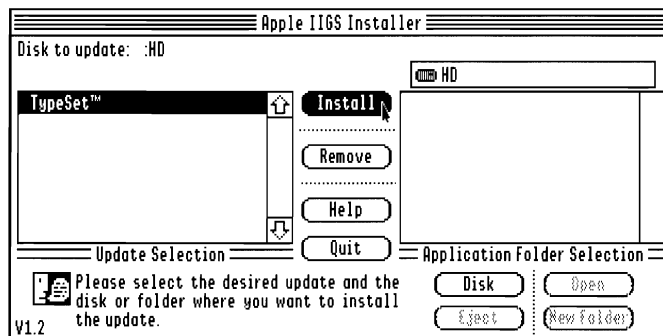 Apple IIGS Installer
Disk to update: :HD
HD
TypeSet™
Install
Remove
Help
Quit
Update Selection
Application Folder Selection
Please select the desired update and the
disk or folder where you want to install
the update.
V1.2
Disk
Open
Eject
New Folder